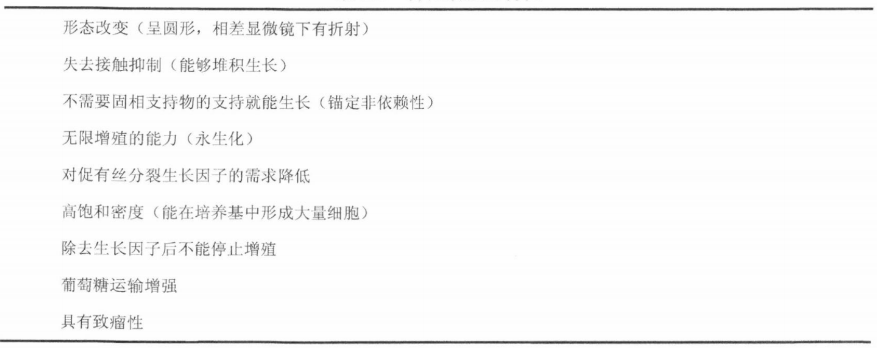 形态改变（呈圆形，相差显微镜下有折射）
失去接触抑制（能够堆积生长）
不需要固相支持物的支持就能生长（锚定非依赖性）
无限增殖的能力（永生化）
对促有丝分裂生长因子的需求降低
高饱和密度（能在培养基中形成大量细胞）
除去生长因子后不能停止增殖
葡萄糖运输增强
具有致瘤性